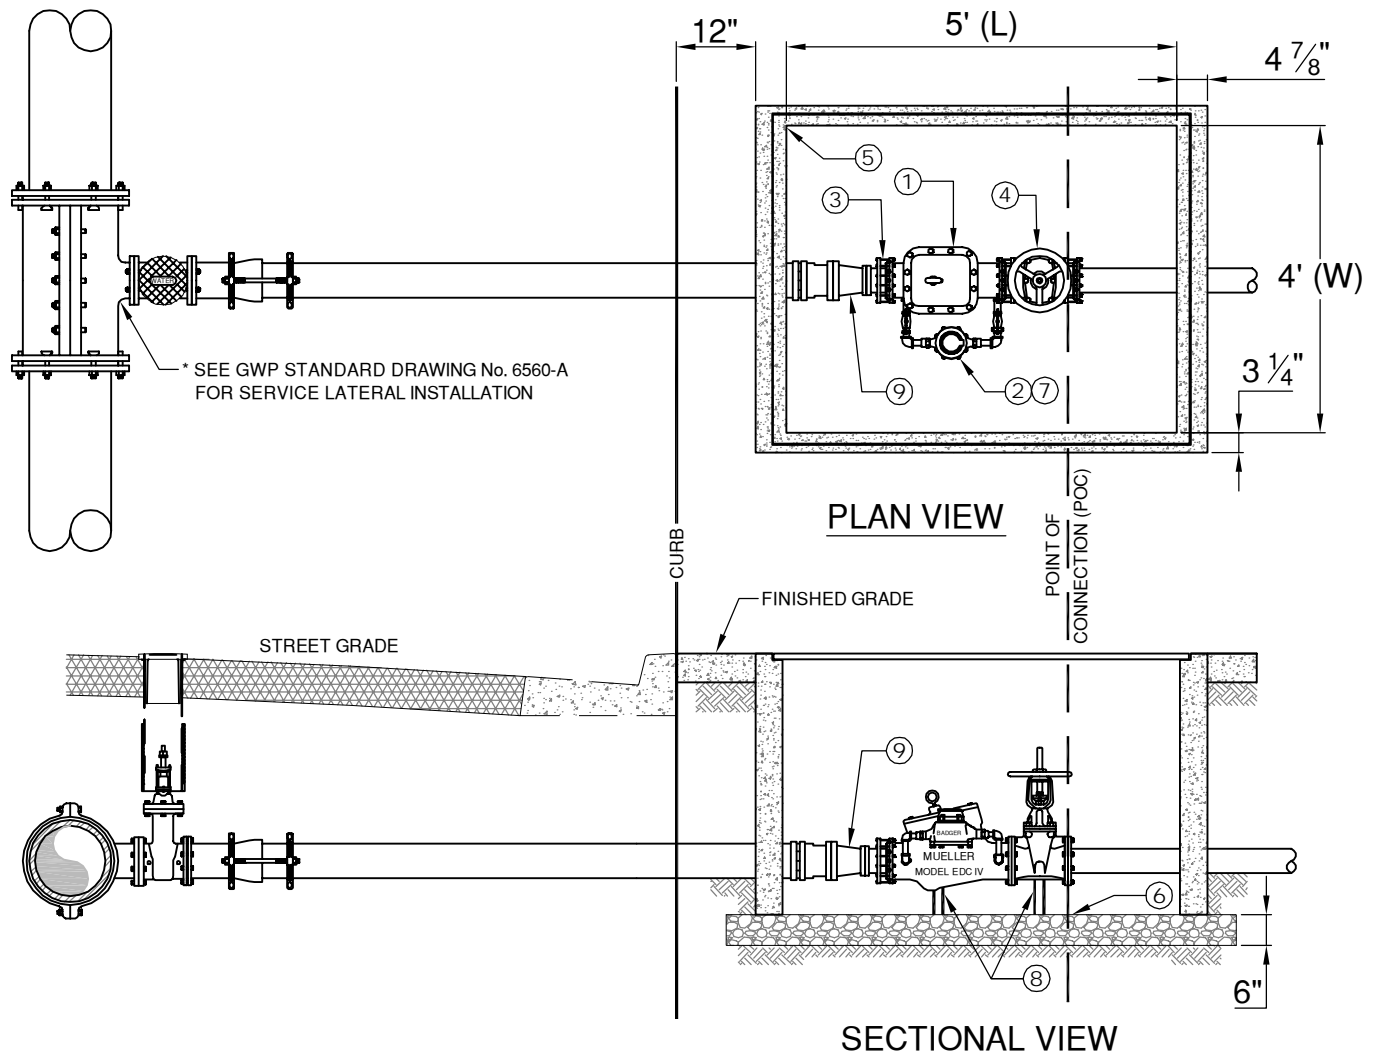 12"
5' (L)
4 7/8"
5
1
3
4
WATER
4' (W)
* SEE GWP STANDARD DRAWING No. 6560-A
FOR SERVICE LATERAL INSTALLATION
9
2 7
3 1/4"
PLAN VIEW
CURB
POINT OF
CONNECTION (POC)
FINISHED GRADE
STREET GRADE
9
BADGER
MUELLER
MODEL EDC IV
6
8
6"
SECTIONAL VIEW